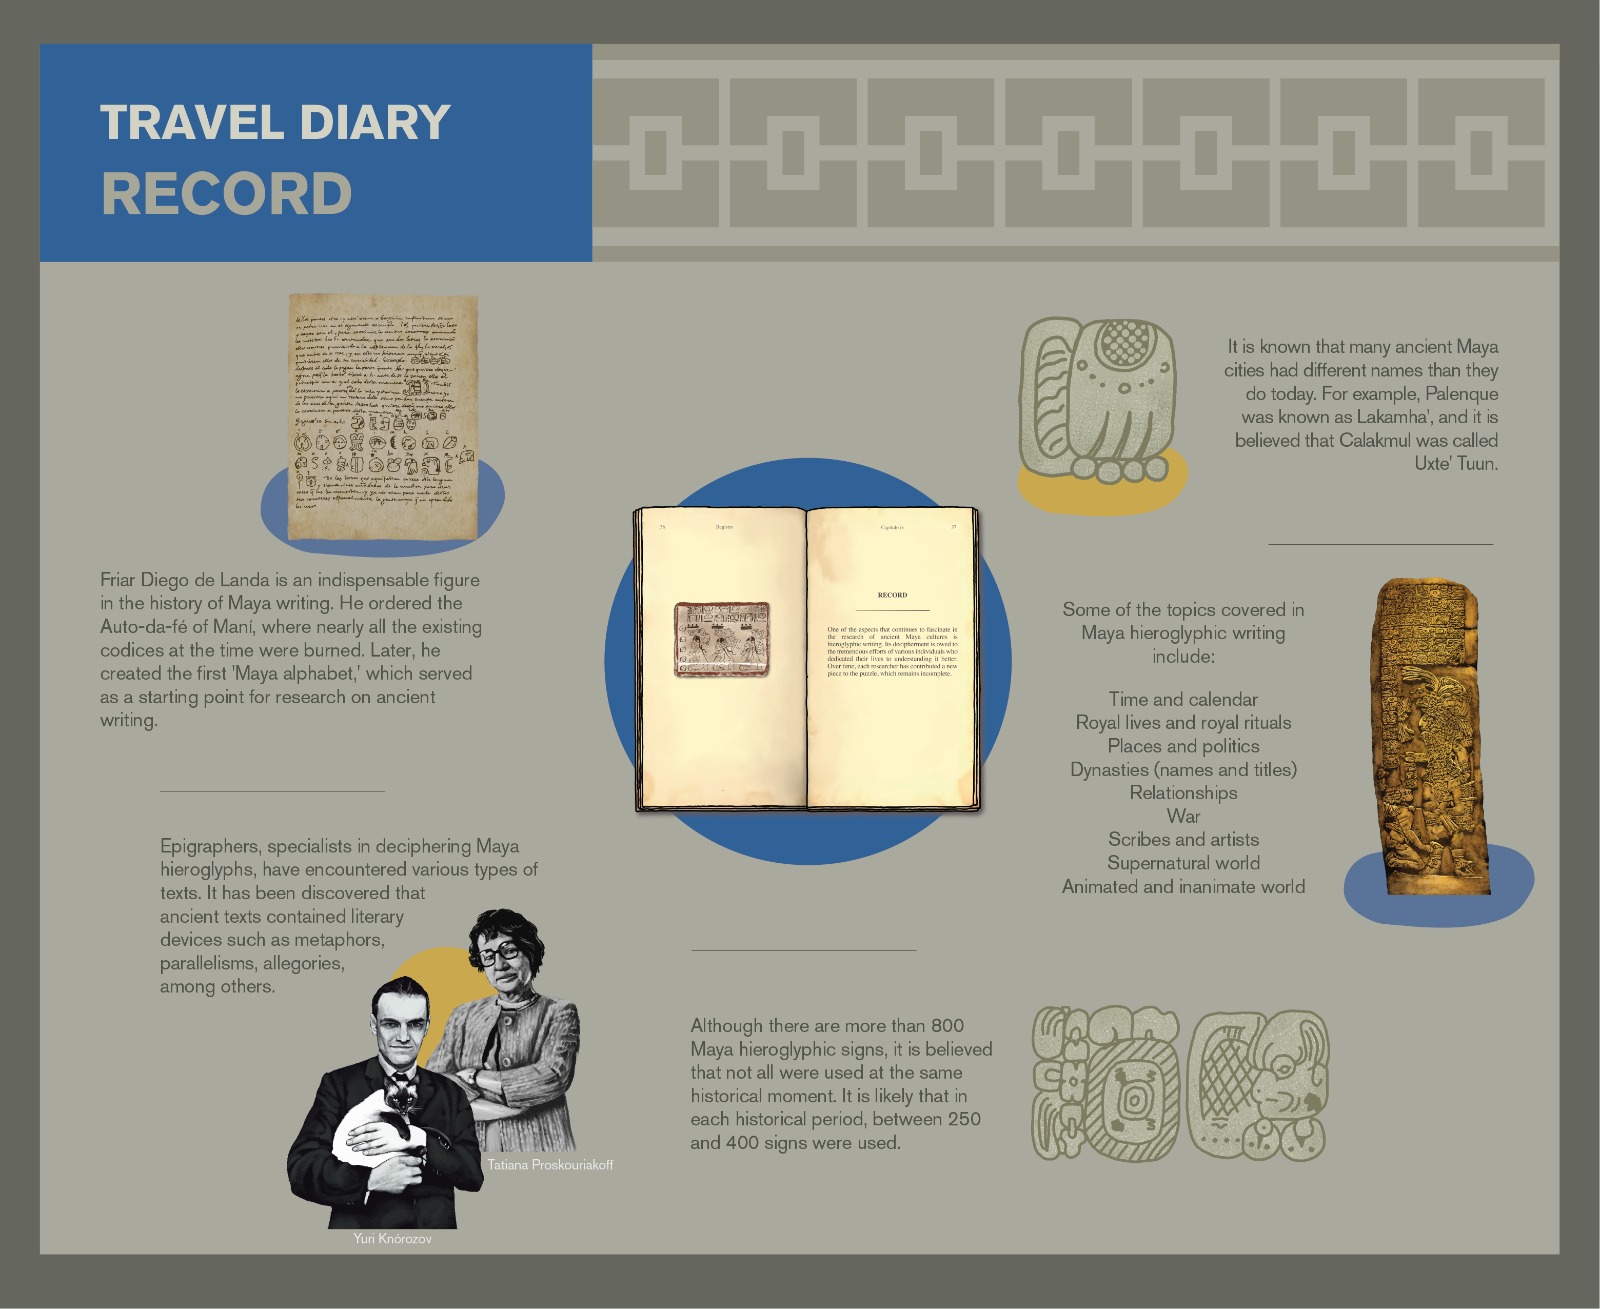 TRAVEL DIARY
RECORD
Friar Diego de Landa is an indispensable figure
in the history of Maya writing. He ordered the
Auto-da-fé of Maní, where nearly all the existing
codices at the time were burned. Later, he
created the first 'Maya alphabet,' which served
as a starting point for research on ancient
writing.
Epigraphers, specialists in deciphering Maya
hieroglyphs, have encountered various types of
texts. It has been discovered that
ancient texts contained literary
devices such as metaphors,
parallelisms, allegories,
among others.
Tatiana Proskouriakoff
Yuri Knórozov
RECORD
One of the aspects that continues to fascinate in
the research of ancient Maya cultures is
hieroglyphic writing. Its decipherment is owed to
the tremendous efforts of various individuals who
dedicated their lives to understanding it better.
Over time, each researcher has contributed a new
piece to the puzzle, which remains incomplete.
Although there are more than 800
Maya hieroglyphic signs, it is believed
that not all were used at the same
historical moment. It is likely that in
each historical period, between 250
and 400 signs were used.
It is known that many ancient Maya
cities had different names than they
do today. For example, Palenque
was known as Lakamha', and it is
believed that Calakmul was called
Uxte' Tuun.
Some of the topics covered in
Maya hieroglyphic writing
include:
Time and calendar
Royal lives and royal rituals
Places and politics
Dynasties (names and titles)
Relationships
War
Scribes and artists
Supernatural world
Animated and inanimate world